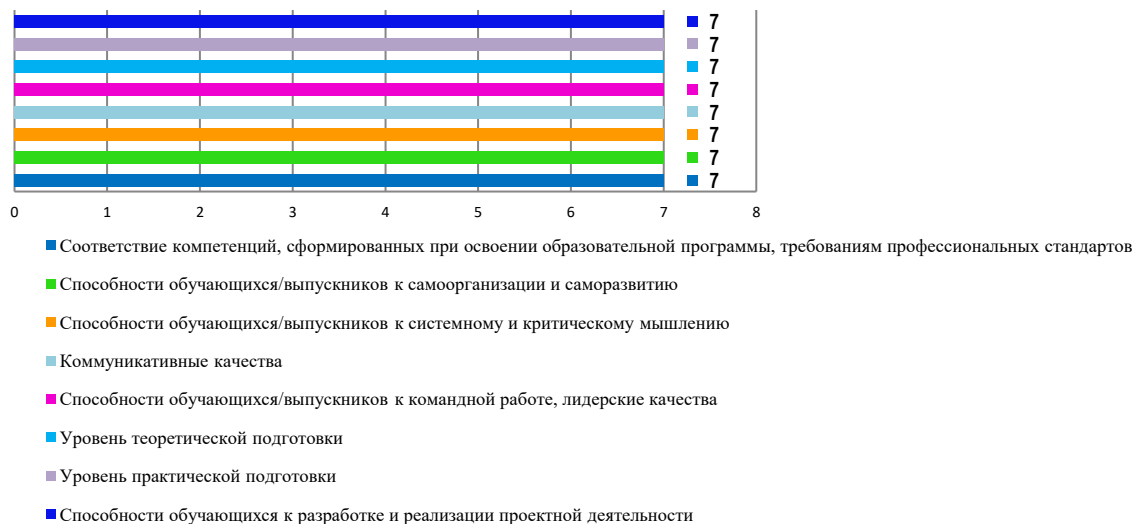 7
7
7
7
7
7
7
7
0 1 2 3 4 5 6 7 8
Соответствие компетенций, сформированных при освоении образовательной программы, требованиям профессиональных стандартов
Способности обучающихся/выпускников к самоорганизации и саморазвитию
Способности обучающихся/выпускников к системному и критическому мышлению
Коммуникативные качества
Способности обучающихся/выпускников к командной работе, лидерские качества
Уровень теоретической подготовки
Уровень практической подготовки
Способности обучающихся к разработке и реализации проектной деятельности